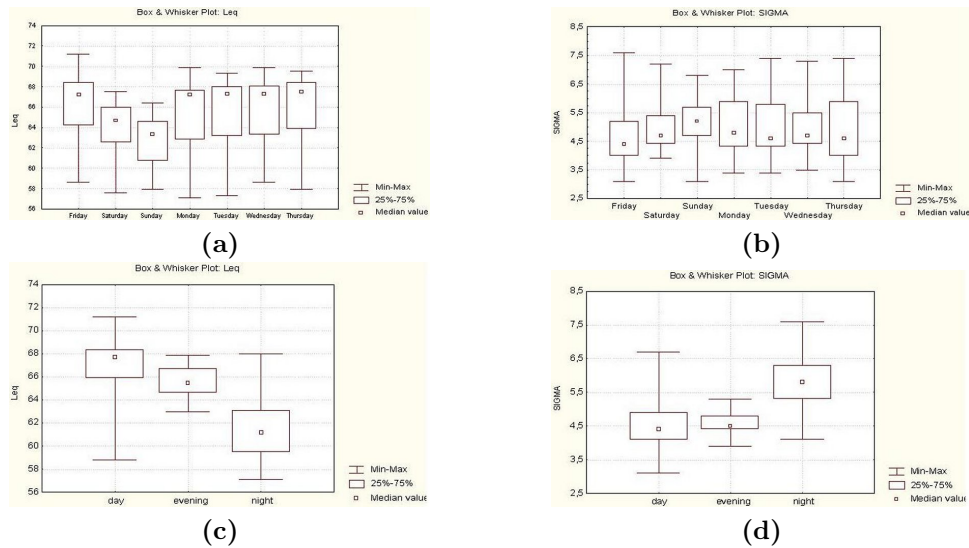 Box & Whisker Plot: Leq
74
72
70
68
66
64
62
60
58
56
Leq
Friday Saturday Sunday Monday Tuesday Wednesday Thursday
Min-Max
25%-75%
Median value
(a)
Box & Whisker Plot: SIGMA
8,5
7,5
6,5
5,5
4,5
3,5
2,5
SIGMA
Friday Sunday Tuesday Thursday
Saturday Monday Wednesday
Min-Max
25%-75%
Median value
(b)
Box & Whisker Plot: Leq
74
72
70
68
66
64
62
60
58
56
Leq
day evening night
Min-Max
25%-75%
Median value
(c)
Box & Whisker Plot: SIGMA
8,5
7,5
6,5
5,5
4,5
3,5
2,5
SIGMA
day evening night
Min-Max
25%-75%
Median value
(d)